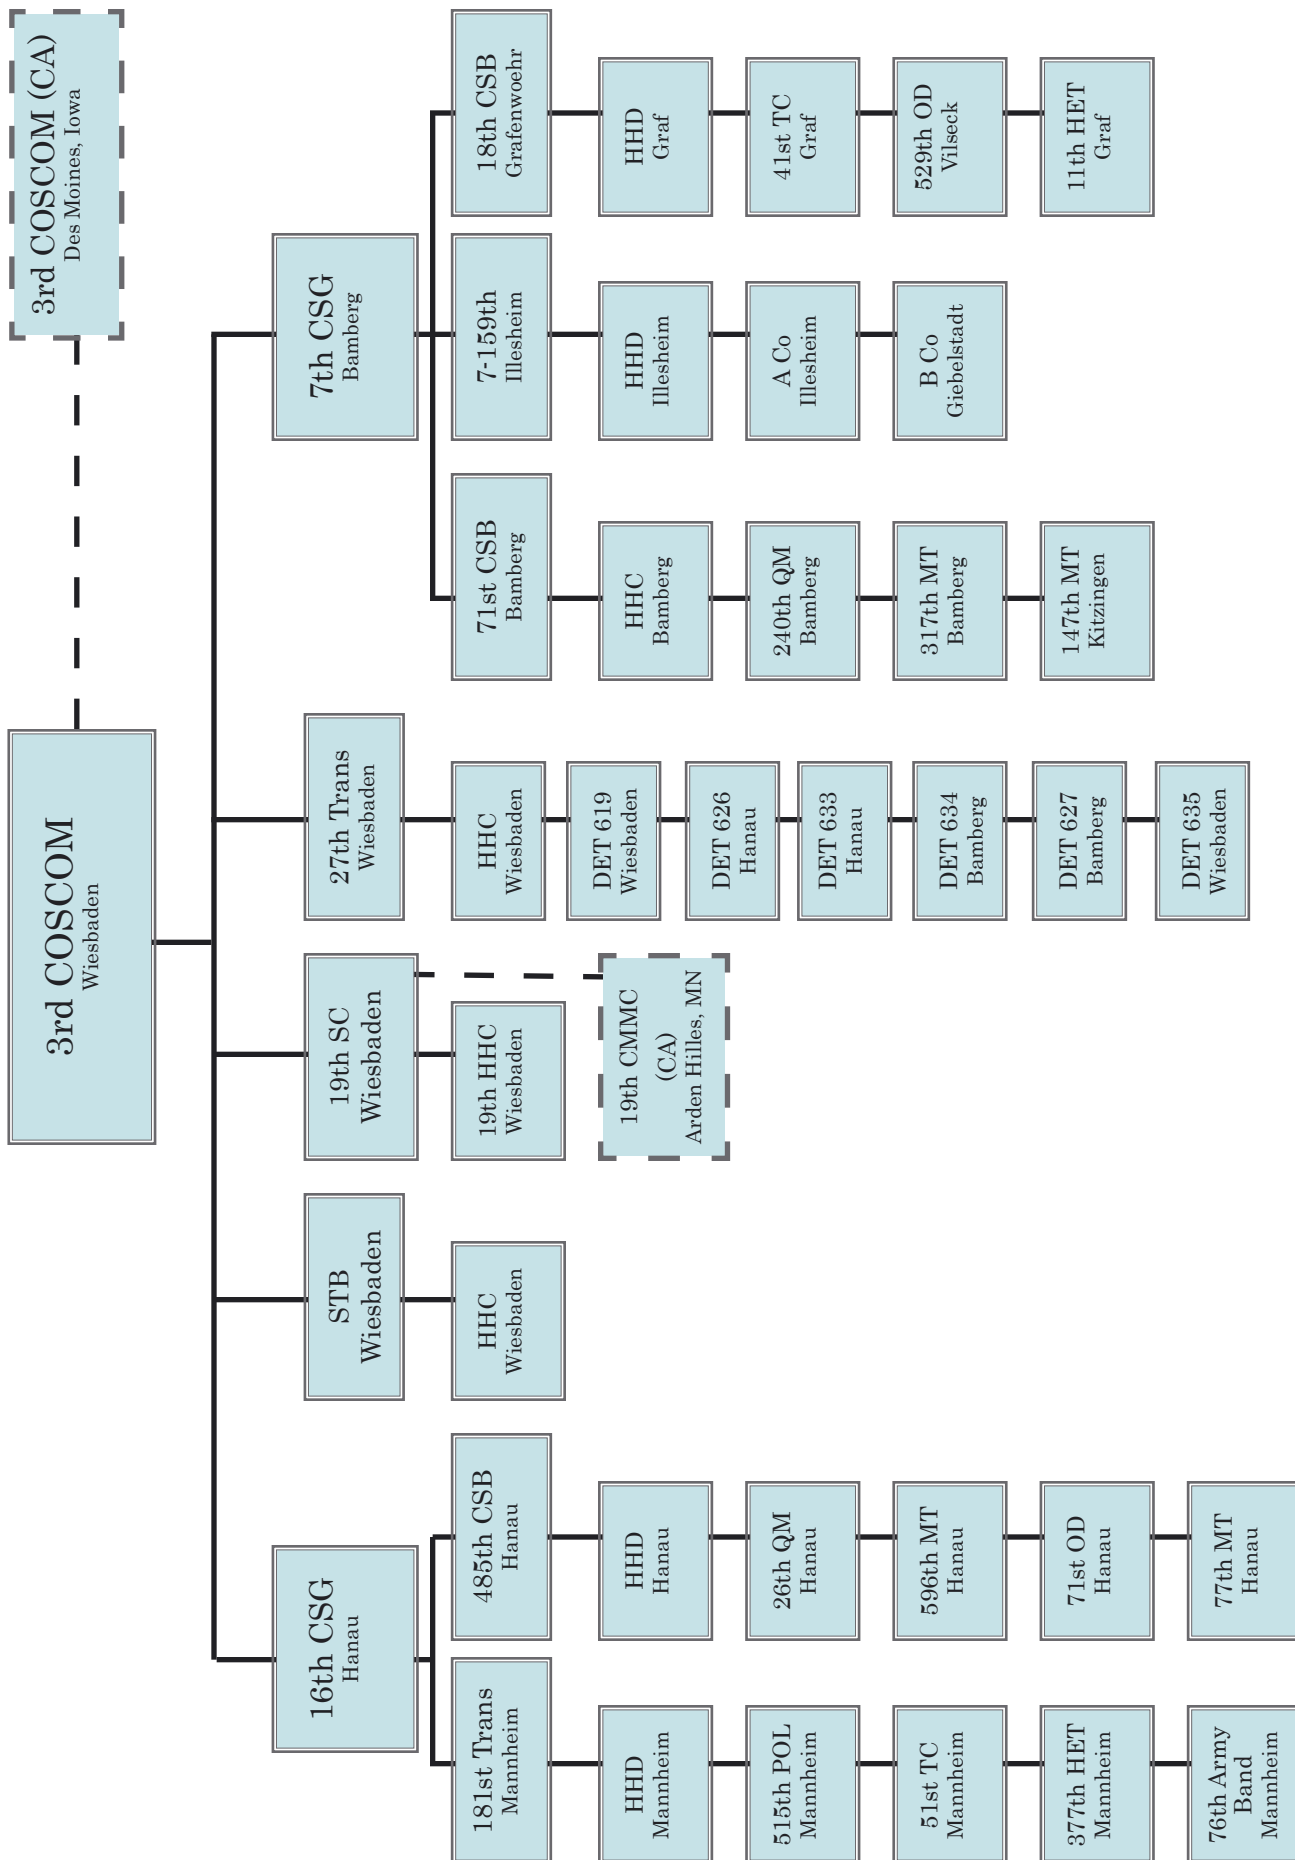 3rd COSCOM
Wiesbaden
3rd COSCOM (CA)
Des Moines, Iowa
16th CSG
Hanau
181st Trans
Mannheim
HHD
Mannheim
515th POL
Mannheim
51st TC
Mannheim
377th HET
Mannheim
76th Army
Band
Mannheim
485th CSB
Hanau
HHD
Hanau
26th QM
Hanau
596th MT
Hanau
71st OD
Hanau
77th MT
Hanau
STB
Wiesbaden
HHC
Wiesbaden
19th SC
Wiesbaden
19th HHC
Wiesbaden
19th CMMC
(CA)
Arden Hilles, MN
27th Trans
Wiesbaden
HHC
Wiesbaden
DET 619
Wiesbaden
DET 626
Hanau
DET 633
Hanau
DET 634
Bamberg
DET 627
Bamberg
DET 635
Wiesbaden
7th CSG
Bamberg
71st CSB
Bamberg
HHC
Bamberg
240th QM
Bamberg
317th MT
Bamberg
147th MT
Kitzingen
7-159th
Illesheim
HHD
Illesheim
A Co
Illesheim
B Co
Giebelstadt
18th CSB
Grafenwoehr
HHD
Graf
41st TC
Graf
529th OD
Vilseck
11th HET
Graf